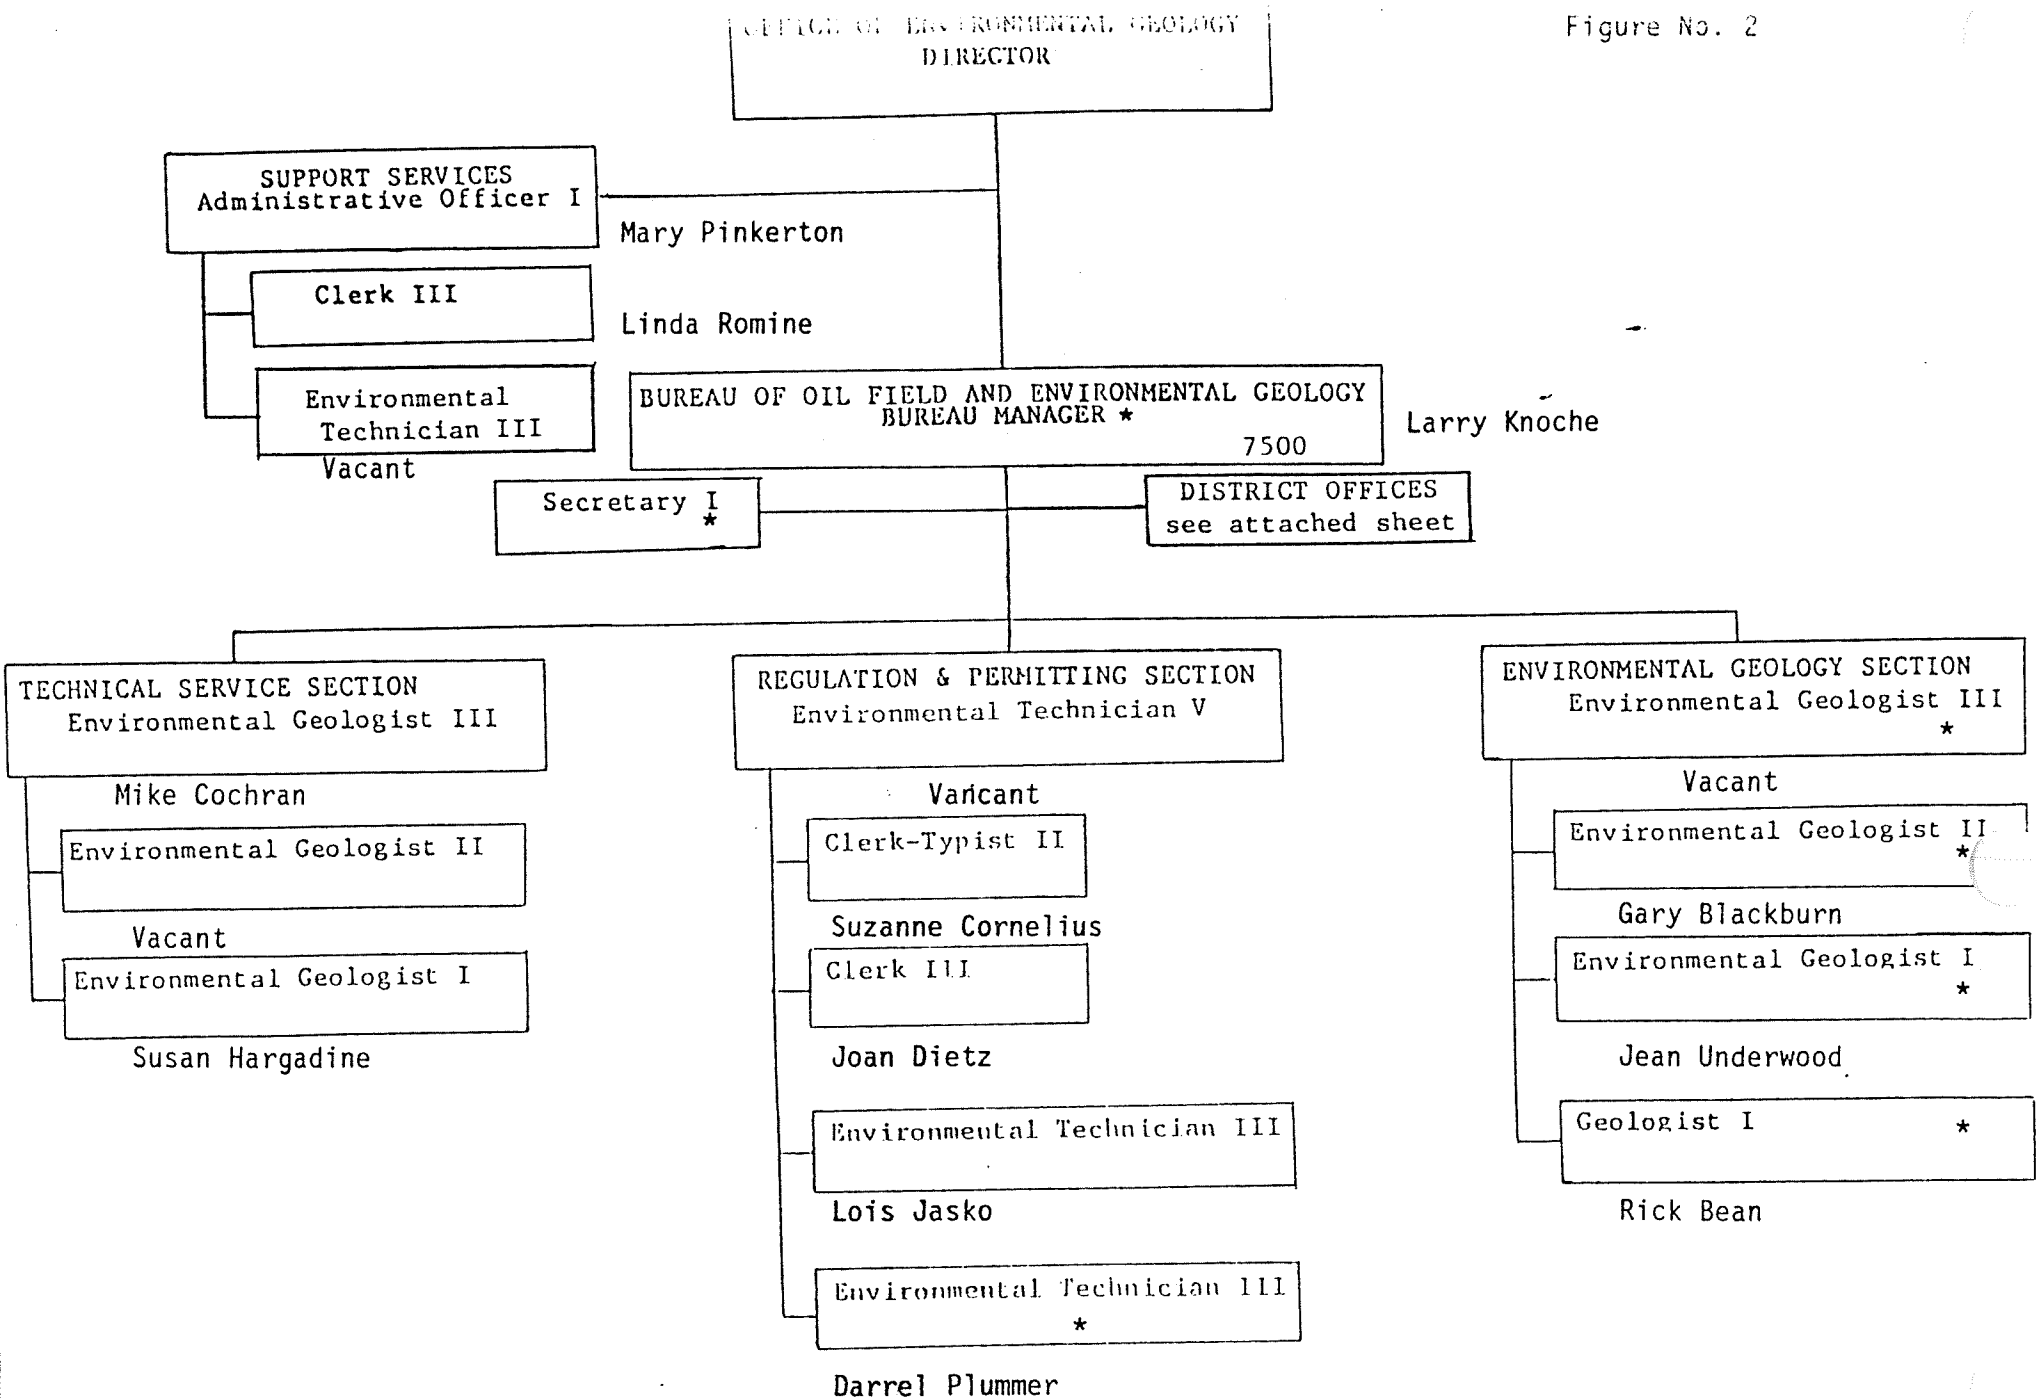 Figure No. 2
OFFICE OF ENVIRONMENTAL GEOLOGY
DIRECTOR
SUPPORT SERVICES
Administrative Officer I
Mary Pinkerton
Clerk III
Linda Romine
Environmental
Technician III
Vacant
BUREAU OF OIL FIELD AND ENVIRONMENTAL GEOLOGY
BUREAU MANAGER *
7500
Larry Knoche
Secretary I
*
DISTRICT OFFICES
see attached sheet
TECHNICAL SERVICE SECTION
Environmental Geologist III
Mike Cochran
Environmental Geologist II
Vacant
Environmental Geologist I
Susan Hargadine
REGULATION & PERMITTING SECTION
Environmental Technician V
Varicant
Clerk-Typist II
Suzanne Cornelius
Clerk III
Joan Dietz
Environmental Technician III
Lois Jasko
Environmental Technician III
*
Darrel Plummer
ENVIRONMENTAL GEOLOGY SECTION
Environmental Geologist III
*
Vacant
Environmental Geologist II
*
Gary Blackburn
Environmental Geologist I
*
Jean Underwood
Geologist I *
Rick Bean